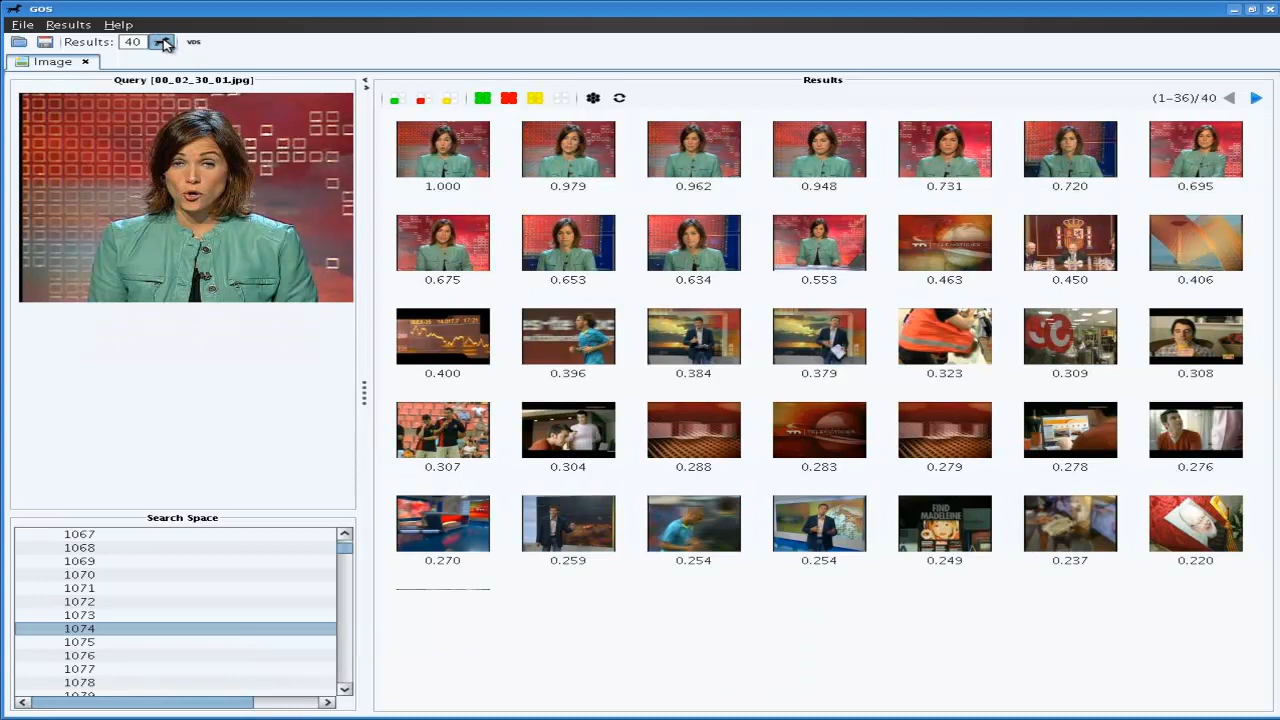 GOS
File Results Help
Results: 40 VDS
Image
Query [00_02_30_01.jpg]
Results
(1-36)/40
1.000 0.979 0.962 0.948 0.731 0.720 0.695
0.675 0.653 0.634 0.553 0.463 0.450 0.406
0.400 0.396 0.384 0.379 0.323 0.309 0.308
0.307 0.304 0.288 0.283 0.279 0.278 0.276
FIND
MADELEINE
0.270 0.259 0.254 0.254 0.249 0.237 0.220
Search Space
1067
1068
1069
1070
1071
1072
1073
1074
1075
1076
1077
1078
1079